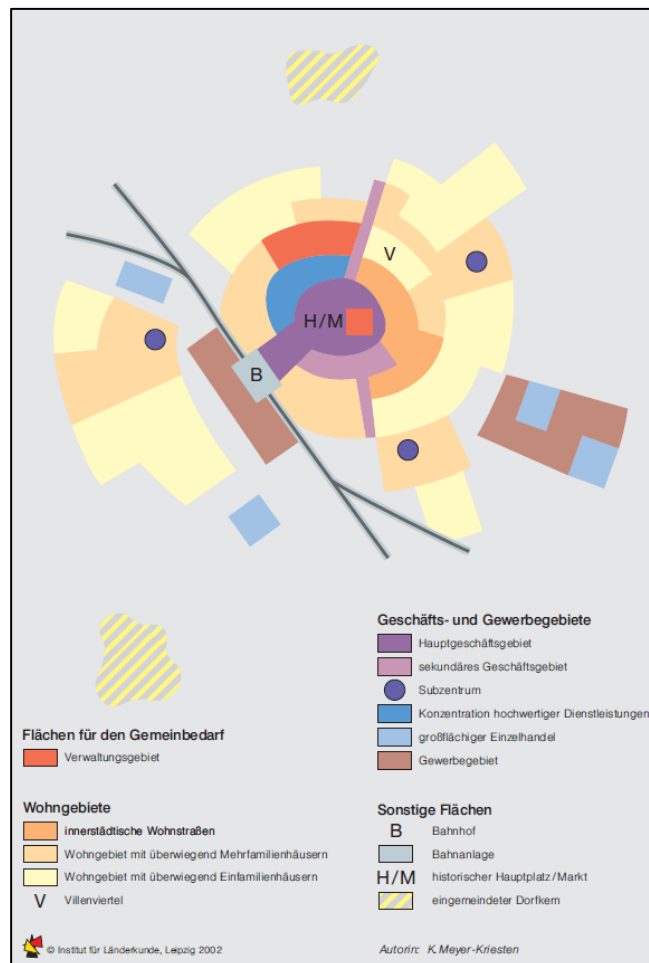 V
H/M
B
Flächen für den Gemeinbedarf
Verwaltungsgebiet
Wohngebiete
innerstädtische Wohnstraßen
Wohngebiet mit überwiegend Mehrfamilienhäusern
Wohngebiet mit überwiegend Einfamilienhäusern
V Villenviertel
Geschäfts- und Gewerbegebiete
Hauptgeschäftsgebiet
sekundäres Geschäftsgebiet
Subzentrum
Konzentration hochwertiger Dienstleistungen
großflächiger Einzelhandel
Gewerbegebiet
Sonstige Flächen
B Bahnhof
Bahnanlage
H/M historischer Hauptplatz/Markt
eingemeindeter Dorfkern
© Institut für Länderkunde, Leipzig 2002
Autorin: K. Meyer-Kriesten